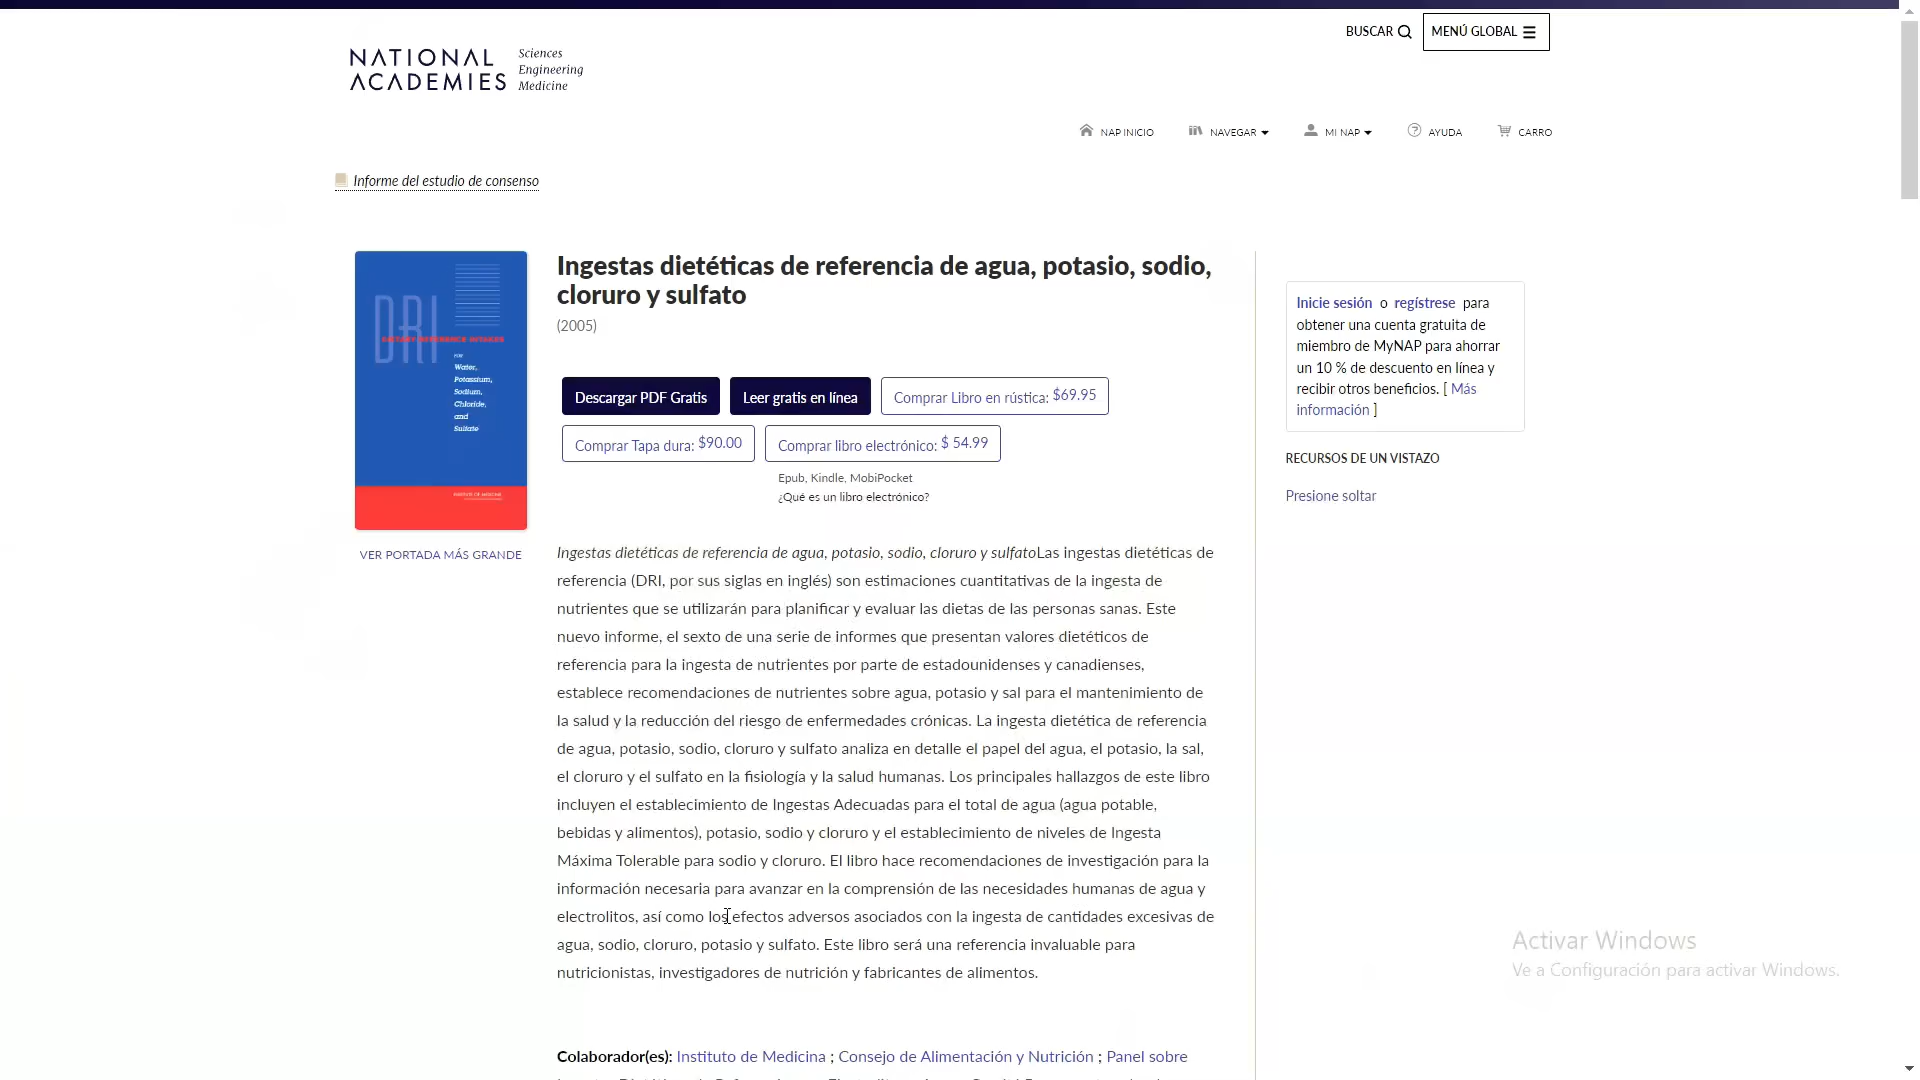 BUSCAR
MENÚ GLOBAL
NATIONAL ACADEMIES
Sciences
Engineering
Medicine
NAP INICIO
NAVEGAR
MI NAP
AYUDA
CARRO
Informe del estudio de consenso
DRI
DIETARY REFERENCE INTAKES
FOR
Water,
Potassium,
Sodium,
Chloride,
and
Sulfate
INSTITUTE OF MEDICINE
VER PORTADA MÁS GRANDE
Ingestas dietéticas de referencia de agua, potasio, sodio,
cloruro y sulfato
(2005)
Descargar PDF Gratis
Leer gratis en línea
Comprar Libro en rústica: $69.95
Comprar Tapa dura: $90.00
Comprar libro electrónico: $ 54.99
Epub, Kindle, MobiPocket
¿Qué es un libro electrónico?
Ingestas dietéticas de referencia de agua, potasio, sodio, cloruro y sulfatoLas ingestas dietéticas de
referencia (DRI, por sus siglas en inglés) son estimaciones cuantitativas de la ingesta de
nutrientes que se utilizarán para planificar y evaluar las dietas de las personas sanas. Este
nuevo informe, el sexto de una serie de informes que presentan valores dietéticos de
referencia para la ingesta de nutrientes por parte de estadounidenses y canadienses,
establece recomendaciones de nutrientes sobre agua, potasio y sal para el mantenimiento de
la salud y la reducción del riesgo de enfermedades crónicas. La ingesta dietética de referencia
de agua, potasio, sodio, cloruro y sulfato analiza en detalle el papel del agua, el potasio, la sal,
el cloruro y el sulfato en la fisiología y la salud humanas. Los principales hallazgos de este libro
incluyen el establecimiento de Ingestas Adecuadas para el total de agua (agua potable,
bebidas y alimentos), potasio, sodio y cloruro y el establecimiento de niveles de Ingesta
Máxima Tolerable para sodio y cloruro. El libro hace recomendaciones de investigación para la
información necesaria para avanzar en la comprensión de las necesidades humanas de agua y
electrolitos, así como los efectos adversos asociados con la ingesta de cantidades excesivas de
agua, sodio, cloruro, potasio y sulfato. Este libro será una referencia invaluable para
nutricionistas, investigadores de nutrición y fabricantes de alimentos.
Colaborador(es): Instituto de Medicina ; Consejo de Alimentación y Nutrición ; Panel sobre
Inicie sesión o regístrese para
obtener una cuenta gratuita de
miembro de MyNAP para ahorrar
un 10 % de descuento en línea y
recibir otros beneficios. [ Más
información ]
RECURSOS DE UN VISTAZO
Presione soltar
Activar Windows
Ve a Configuración para activar Windows.